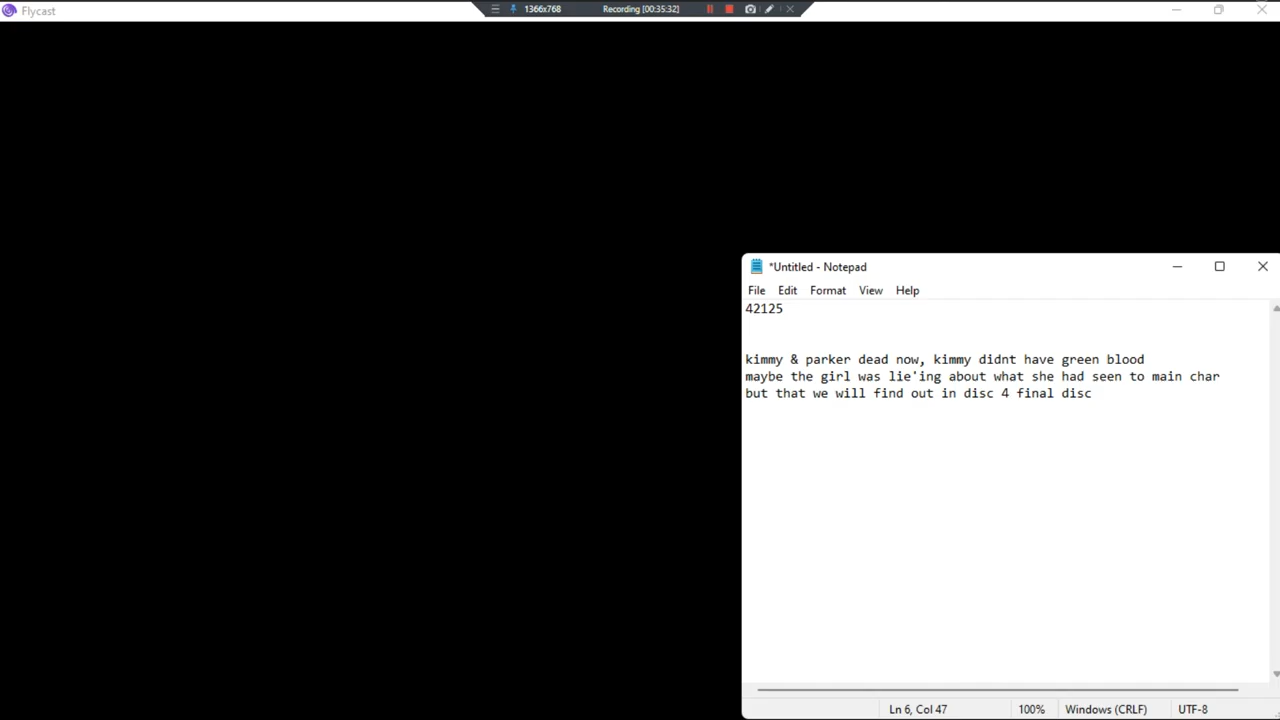 Flycast
1366x768
Recording [00:35:32]
*Untitled - Notepad
File Edit Format View Help
42125
kimmy & parker dead now, kimmy didnt have green blood
maybe the girl was lie'ing about what she had seen to main char
but that we will find out in disc 4 final disc
Ln 6, Col 47
100%
Windows (CRLF)
UTF-8